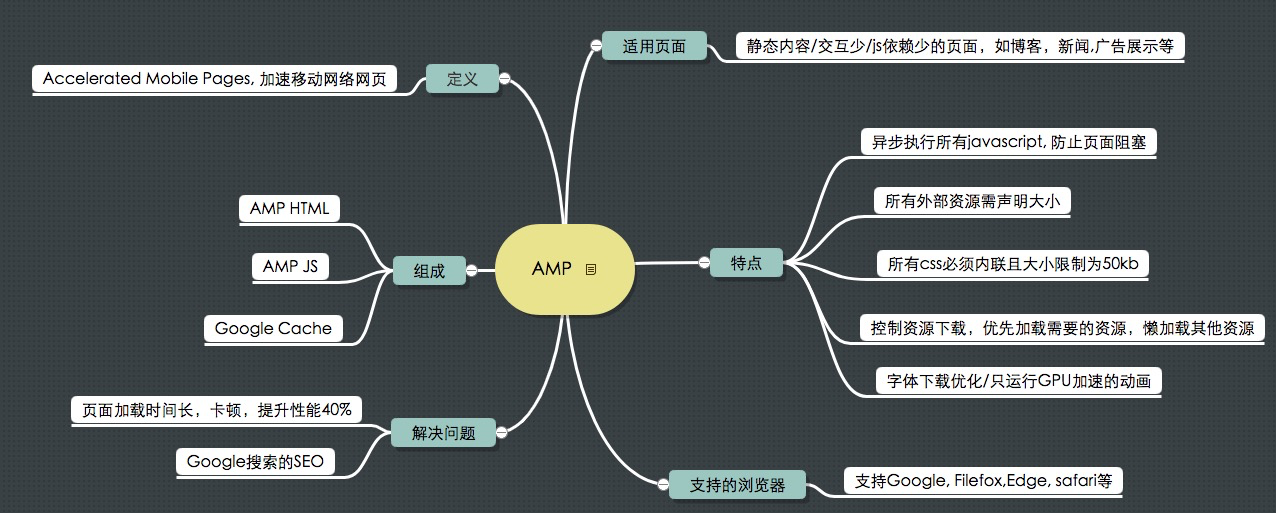 适用页面
静态内容/交互少/js依赖少的页面，如博客，新闻,广告展示等
定义
Accelerated Mobile Pages, 加速移动网络网页
异步执行所有javascript, 防止页面阻塞
所有外部资源需声明大小
AMP HTML
AMP JS
组成
AMP
特点
所有css必须内联且大小限制为50kb
Google Cache
控制资源下载，优先加载需要的资源，懒加载其他资源
字体下载优化/只运行GPU加速的动画
页面加载时间长，卡顿，提升性能40%
解决问题
Google搜索的SEO
支持的浏览器
支持Google, Filefox,Edge, safari等